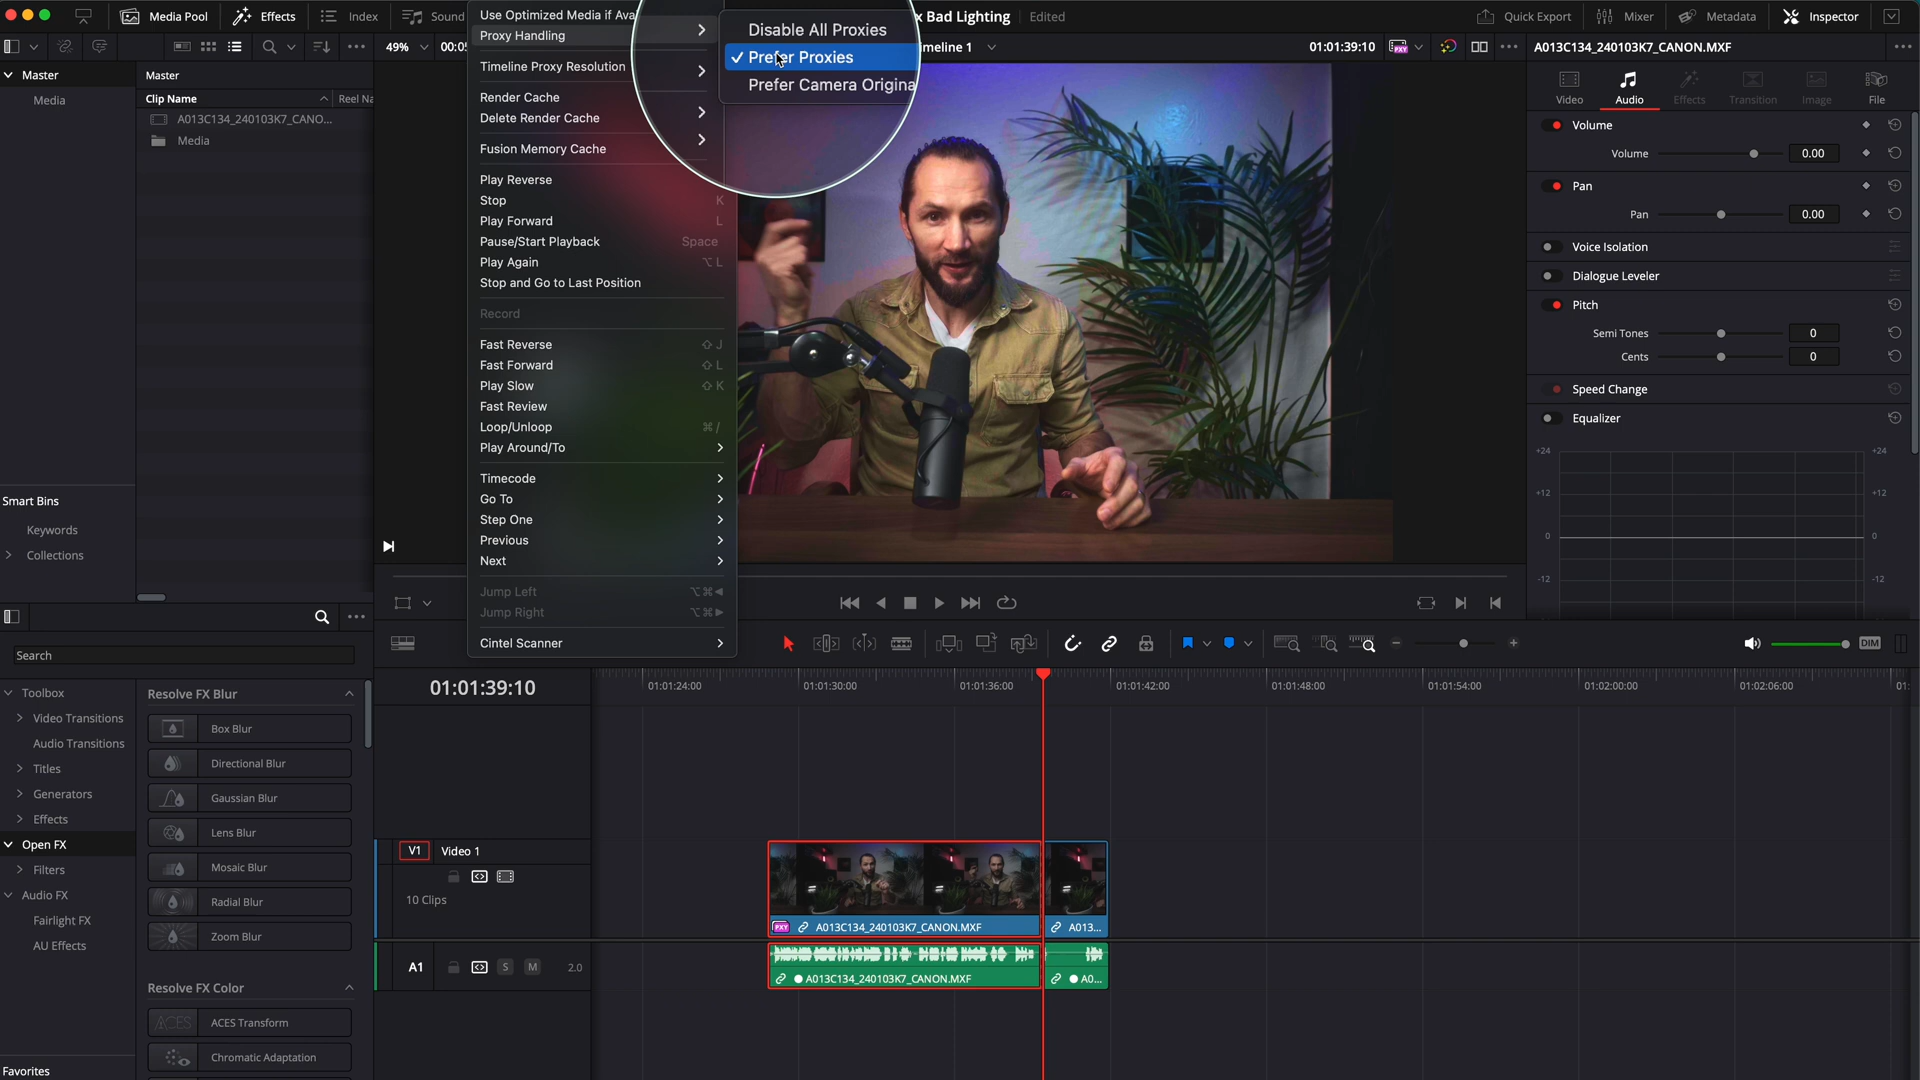 Media Pool
Effects
Index
Sound
Use Optimized Media if Ava
Proxy Handling
Disable All Proxies
x Bad Lighting
Edited
Quick Export
Mixer
Metadata
Inspector
49%
00:05
Timeline Proxy Resolution
Prefer Proxies
Prefer Camera Origina
imeline 1
01:01:39:10
PXY
A013C134_240103K7_CANON.MXF
Master
Media
Master
Clip Name
Reel Na
A013C134_240103K7_CANO...
Media
Render Cache
Delete Render Cache
Fusion Memory Cache
Play Reverse
Stop K
Play Forward L
Pause/Start Playback Space
Play Again ⌥ L
Stop and Go to Last Position
Record
Fast Reverse ⇧ J
Fast Forward ⇧ L
Play Slow ⇧ K
Fast Review
Loop/Unloop ⌘ /
Play Around/To
Timecode
Go To
Step One
Previous
Next
Jump Left ⌥⌘◀
Jump Right ⌥⌘▶
Cintel Scanner
Video
Audio
Effects
Transition
Image
File
Volume
Volume 0.00
Pan
Pan 0.00
Voice Isolation
Dialogue Leveler
Pitch
Semi Tones 0
Cents 0
Speed Change
Equalizer
+24 +24
+12 +12
0 0
-12 -12
Smart Bins
Keywords
Collections
Search
DIM
Toolbox
Video Transitions
Audio Transitions
Titles
Generators
Effects
Open FX
Filters
Audio FX
Fairlight FX
AU Effects
Favorites
Resolve FX Blur
Box Blur
Directional Blur
Gaussian Blur
Lens Blur
Mosaic Blur
Radial Blur
Zoom Blur
Resolve FX Color
ACES
ACES Transform
Chromatic Adaptation
01:01:39:10
01:01:24:00
01:01:30:00
01:01:36:00
01:01:42:00
01:01:48:00
01:01:54:00
01:02:00:00
01:02:06:00
01:
V1 Video 1
10 Clips
PXY A013C134_240103K7_CANON.MXF
A013...
A1 S M 2.0
A013C134_240103K7_CANON.MXF
A0...